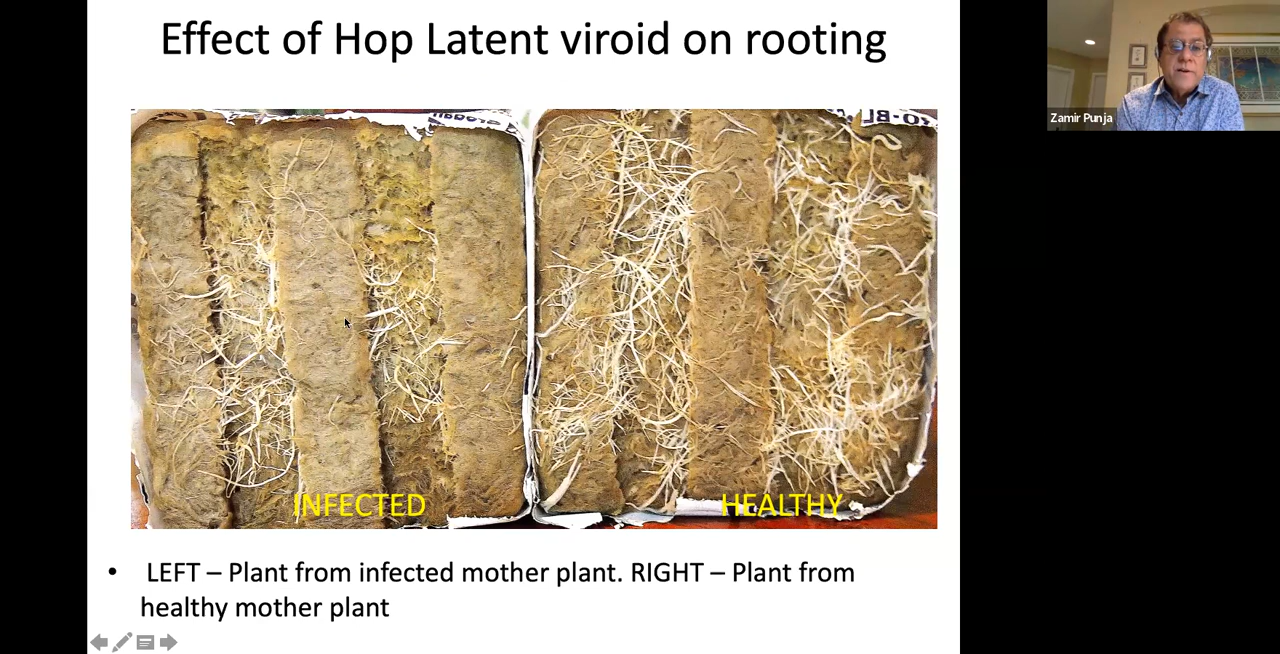 Effect of Hop Latent viroid on rooting
Zamir Punja
INFECTED
HEALTHY
• LEFT – Plant from infected mother plant. RIGHT – Plant from
healthy mother plant